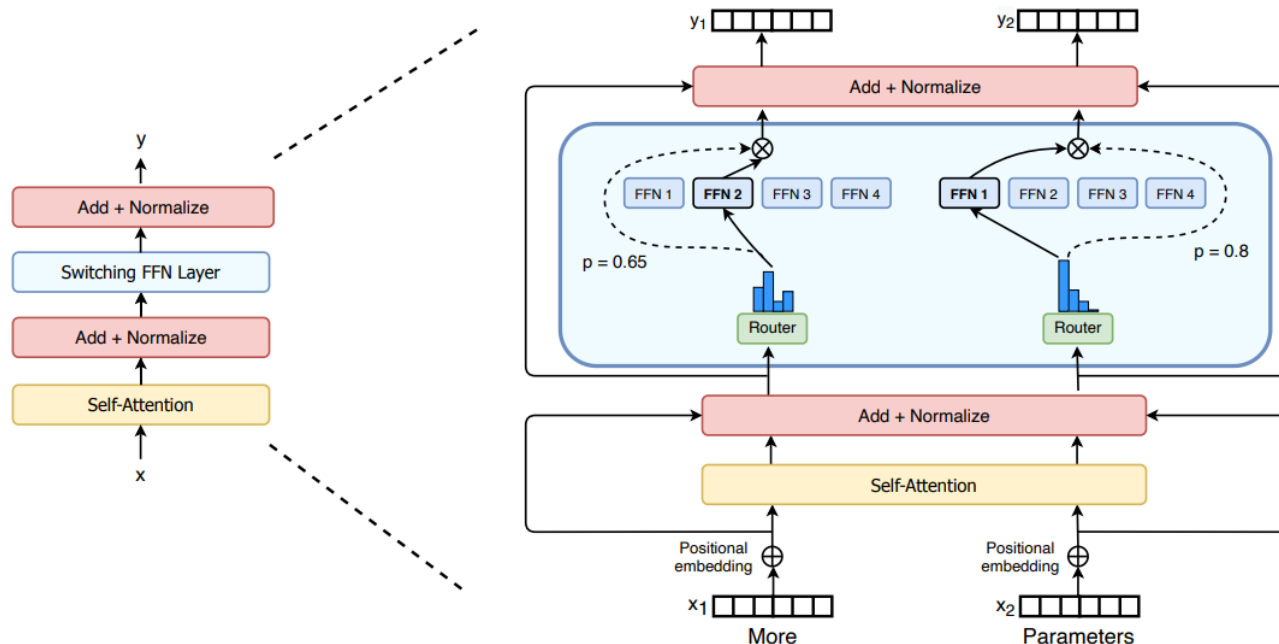 y
Add + Normalize
Switching FFN Layer
Add + Normalize
Self-Attention
x
y1
y2
Add + Normalize
FFN 1
FFN 2
FFN 3
FFN 4
FFN 1
FFN 2
FFN 3
FFN 4
p = 0.65
p = 0.8
Router
Router
Add + Normalize
Self-Attention
Positional
embedding
Positional
embedding
x1
x2
More
Parameters